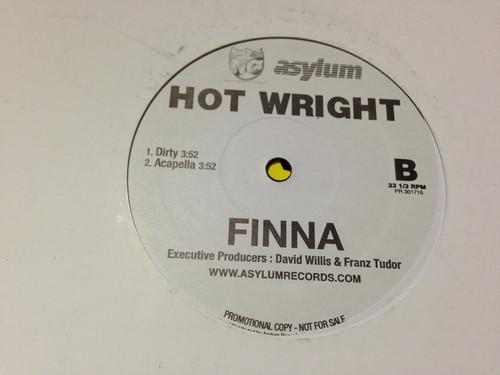 asylum
HOT WRIGHT
1. Dirty 3:52
2. Acapella 3:52
B
33 1/3 RPM
PR 301716
FINNA
Executive Producers : David Willis & Franz Tudor
WWW.ASYLUMRECORDS.COM
PROMOTIONAL COPY - NOT FOR SALE